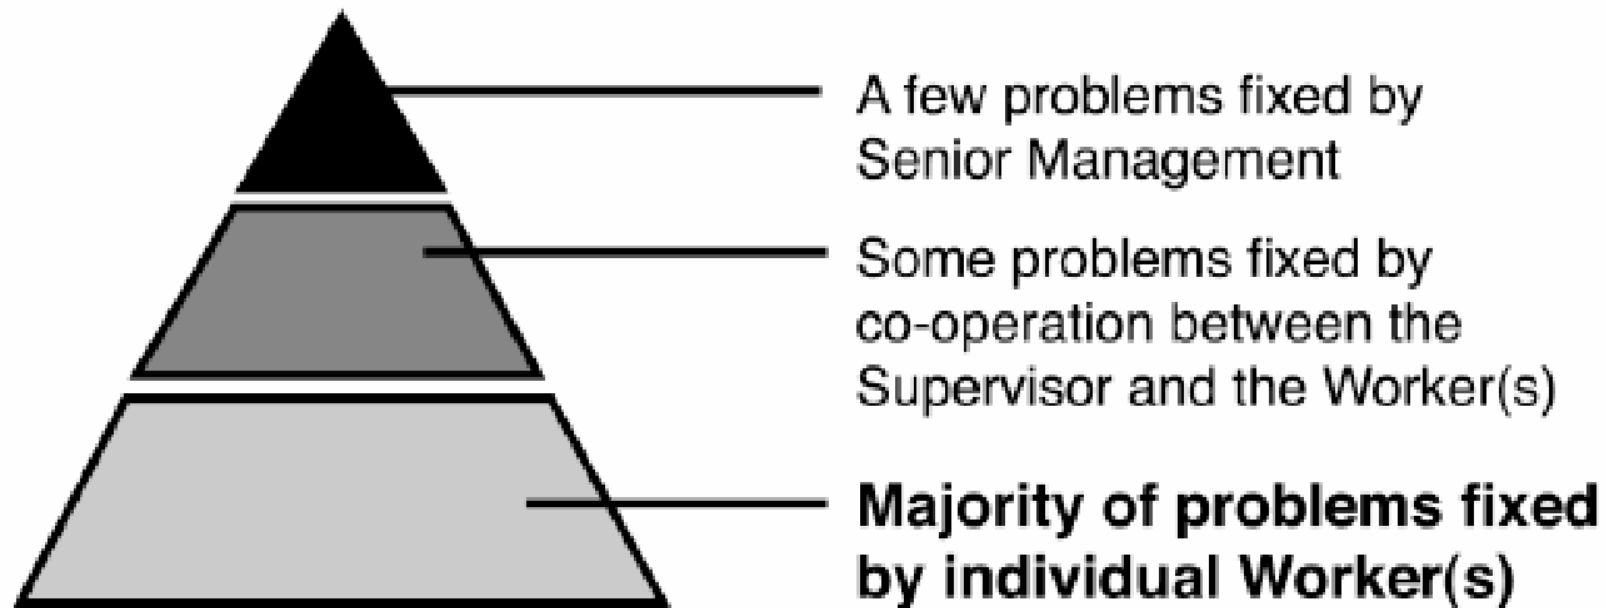 A few problems fixed by
Senior Management
Some problems fixed by
co-operation between the
Supervisor and the Worker(s)
Majority of problems fixed
by individual Worker(s)